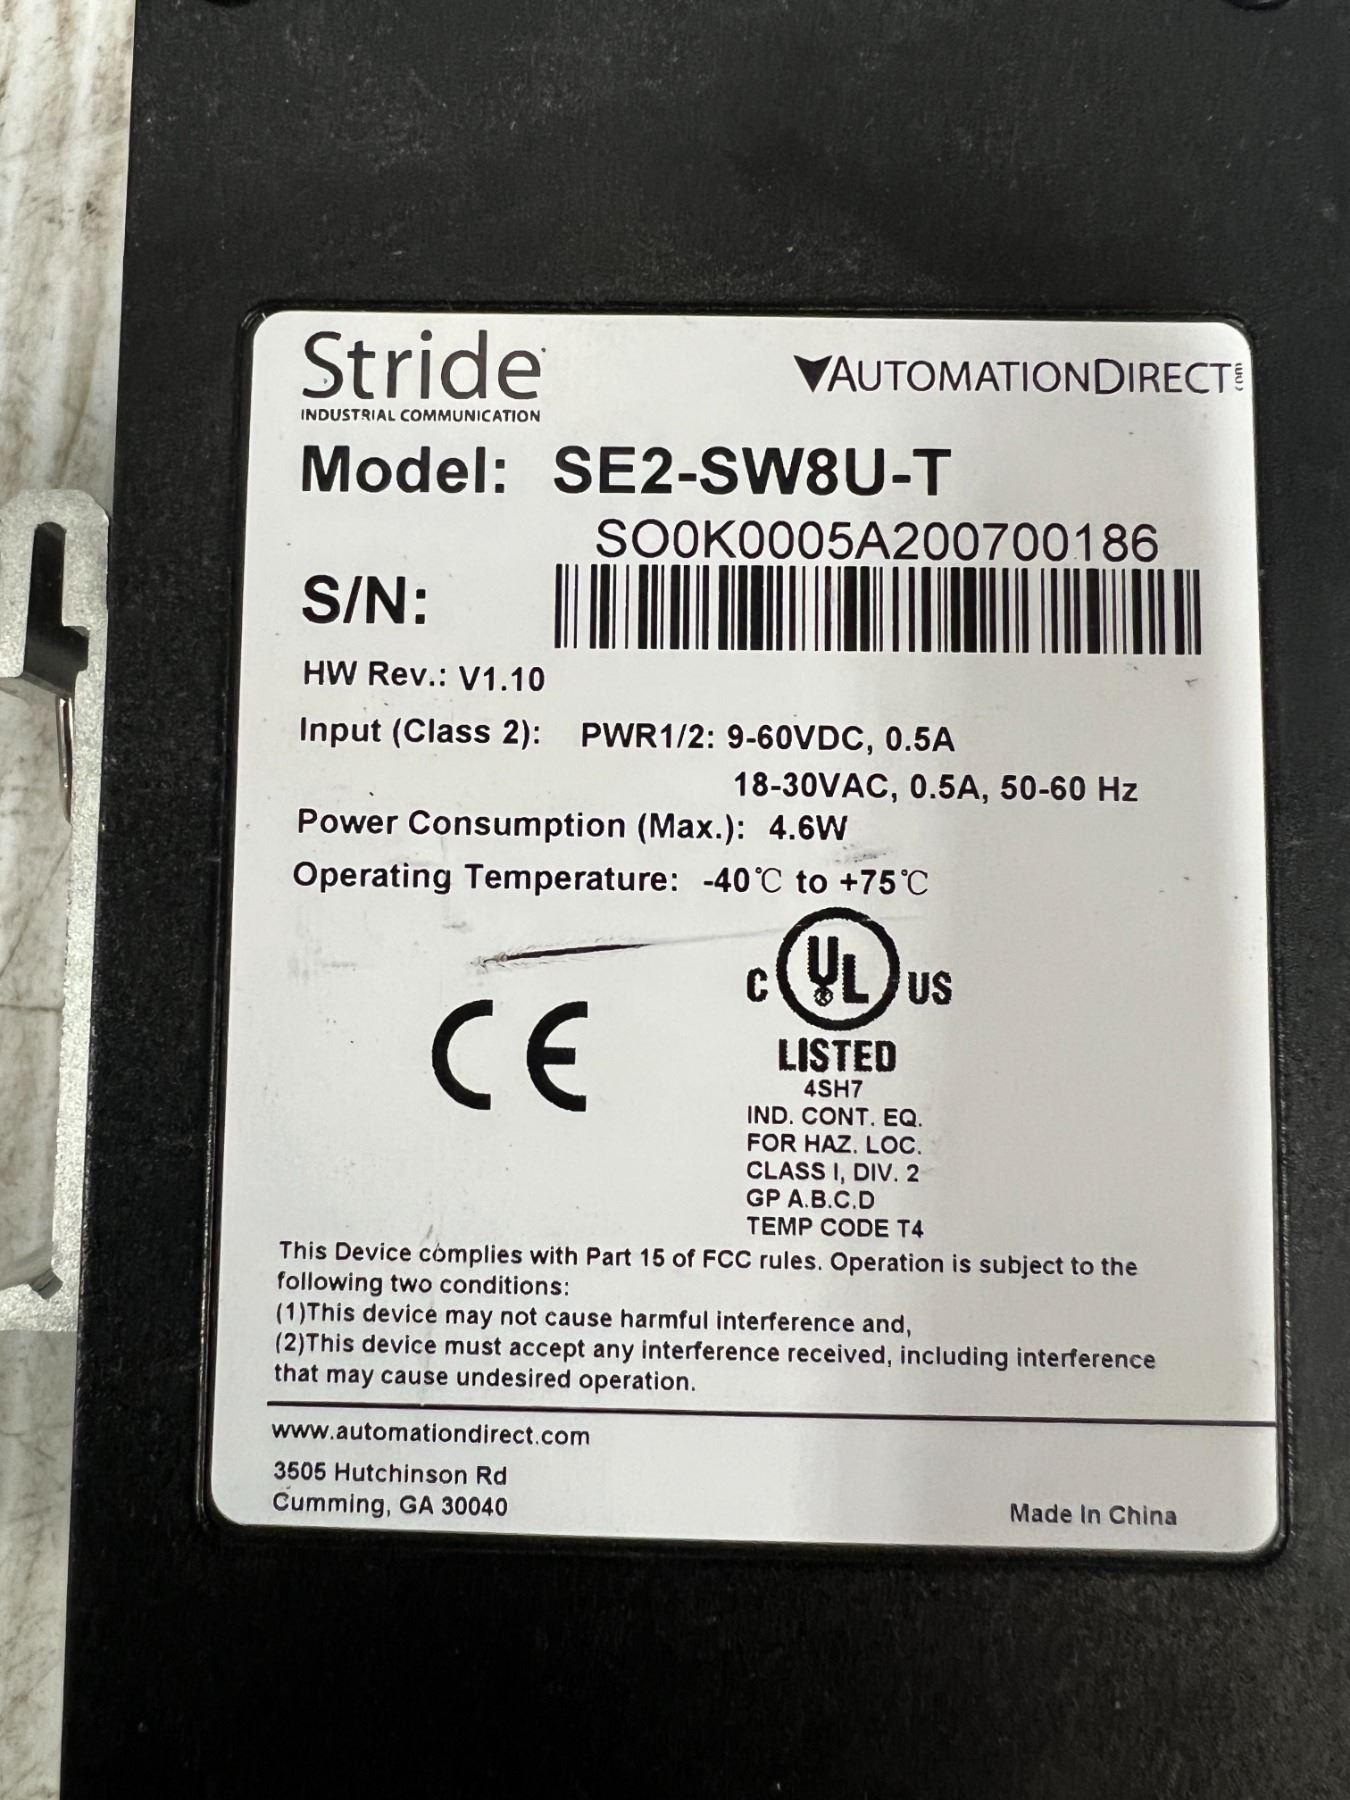 Stride
INDUSTRIAL COMMUNICATION
AUTOMATIONDIRECT.com
Model: SE2-SW8U-T
SO0K0005A200700186
S/N:
HW Rev.: V1.10
Input (Class 2): PWR1/2: 9-60VDC, 0.5A
18-30VAC, 0.5A, 50-60 Hz
Power Consumption (Max.): 4.6W
Operating Temperature: -40℃ to +75℃
CE
C UL US
LISTED
4SH7
IND. CONT. EQ.
FOR HAZ. LOC.
CLASS I, DIV. 2
GP A.B.C.D
TEMP CODE T4
This Device complies with Part 15 of FCC rules. Operation is subject to the
following two conditions:
(1)This device may not cause harmful interference and,
(2)This device must accept any interference received, including interference
that may cause undesired operation.
www.automationdirect.com
3505 Hutchinson Rd
Cumming, GA 30040
Made In China